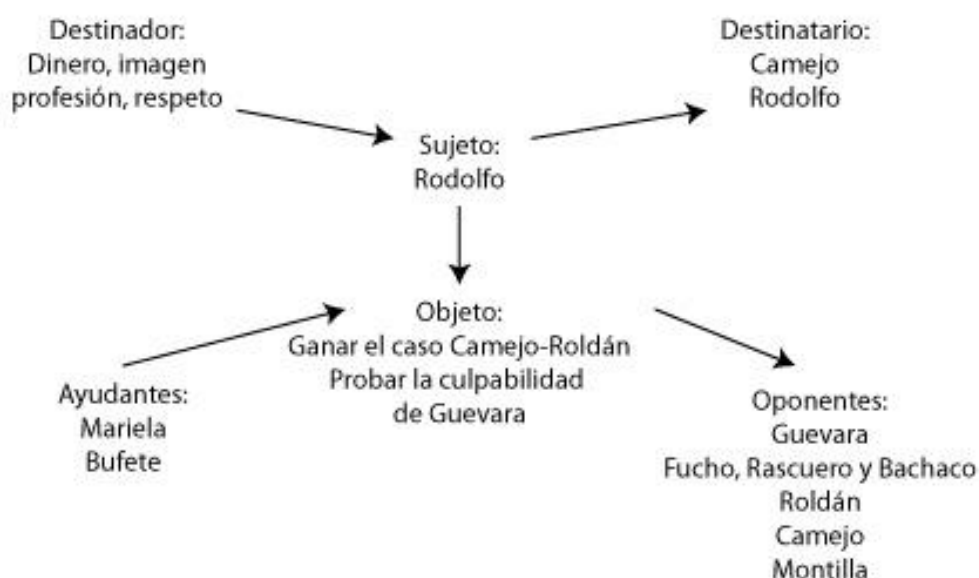 Destinador:
Dinero, imagen
profesión, respeto
Destinatario:
Camejo
Rodolfo
Sujeto:
Rodolfo
Objeto:
Ganar el caso Camejo-Roldán
Probar la culpabilidad
de Guevara
Ayudantes:
Mariela
Bufete
Oponentes:
Guevara
Fucho, Rascuero y Bachaco
Roldán
Camejo
Montilla